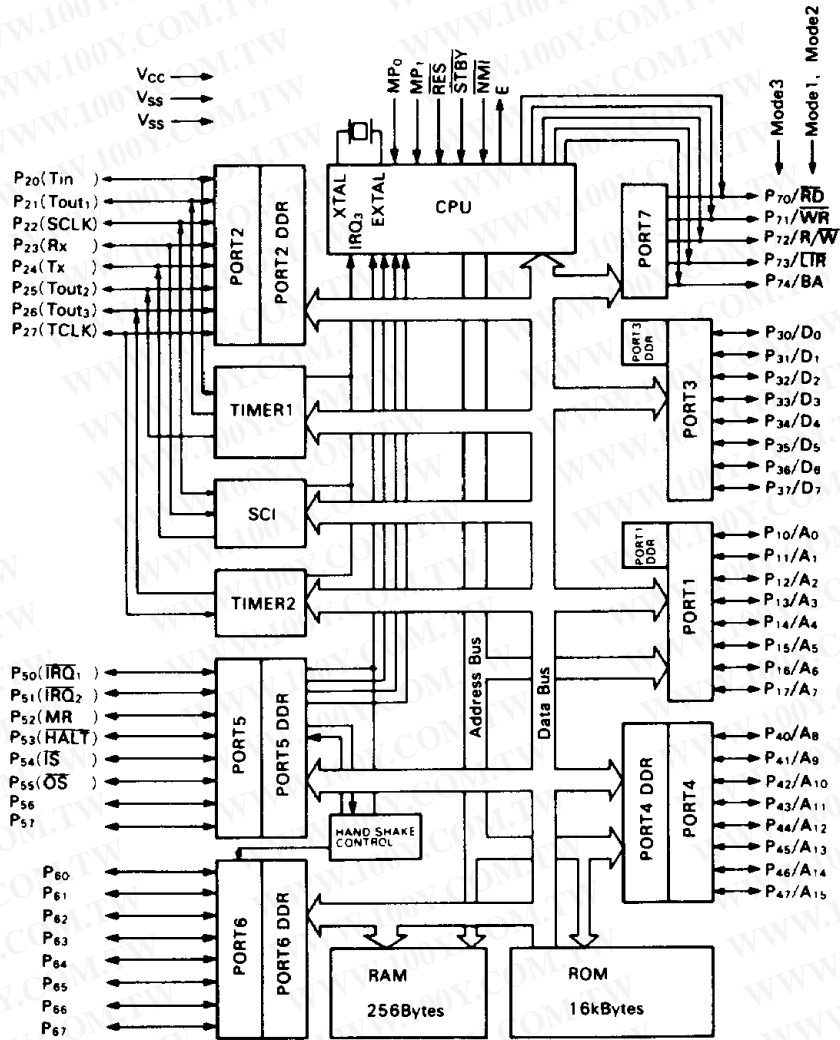 Mode3
Mode1, Mode2
VCC
VSS
VSS
MP0
MP1
RES
STBY
NMI
E
XTAL
EXTAL
IRQ3
CPU
P20(Tin)
P21(Tout1)
P22(SCLK)
P23(Rx)
P24(Tx)
P25(Tout2)
P26(Tout3)
P27(TCLK)
PORT2
PORT2 DDR
PORT7
P70/RD
P71/WR
P72/R/W
P73/LIR
P74/BA
TIMER1
PORT3 DDR
PORT3
P30/D0
P31/D1
P32/D2
P33/D3
P34/D4
P35/D5
P36/D6
P37/D7
SCI
TIMER2
PORT1 DDR
PORT1
P10/A0
P11/A1
P12/A2
P13/A3
P14/A4
P15/A5
P16/A6
P17/A7
Address Bus
Data Bus
P50(IRQ1)
P51(IRQ2)
P52(MR)
P53(HALT)
P54(IS)
P55(OS)
P56
P57
PORT5
PORT5 DDR
HAND SHAKE
CONTROL
PORT4 DDR
PORT4
P40/A8
P41/A9
P42/A10
P43/A11
P44/A12
P45/A13
P46/A14
P47/A15
P60
P61
P62
P63
P64
P65
P66
P67
PORT6
PORT6 DDR
RAM
256Bytes
ROM
16kBytes
WWW.100Y.COM.TW